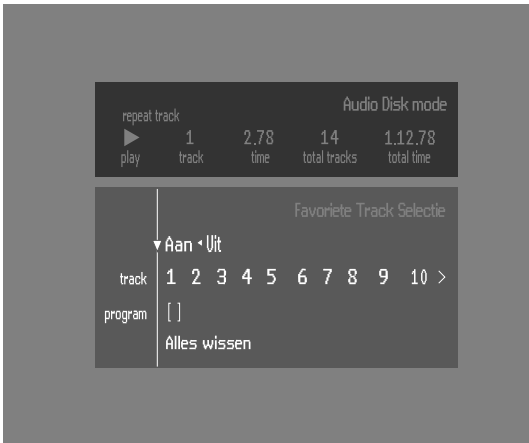 Audio Disk mode
repeat track
1 2.78 14 1.12.78
play track time total tracks total time
Favoriete Track Selectie
Aan Uit
track 1 2 3 4 5 6 7 8 9 10 >
program [ ]
Alles wissen